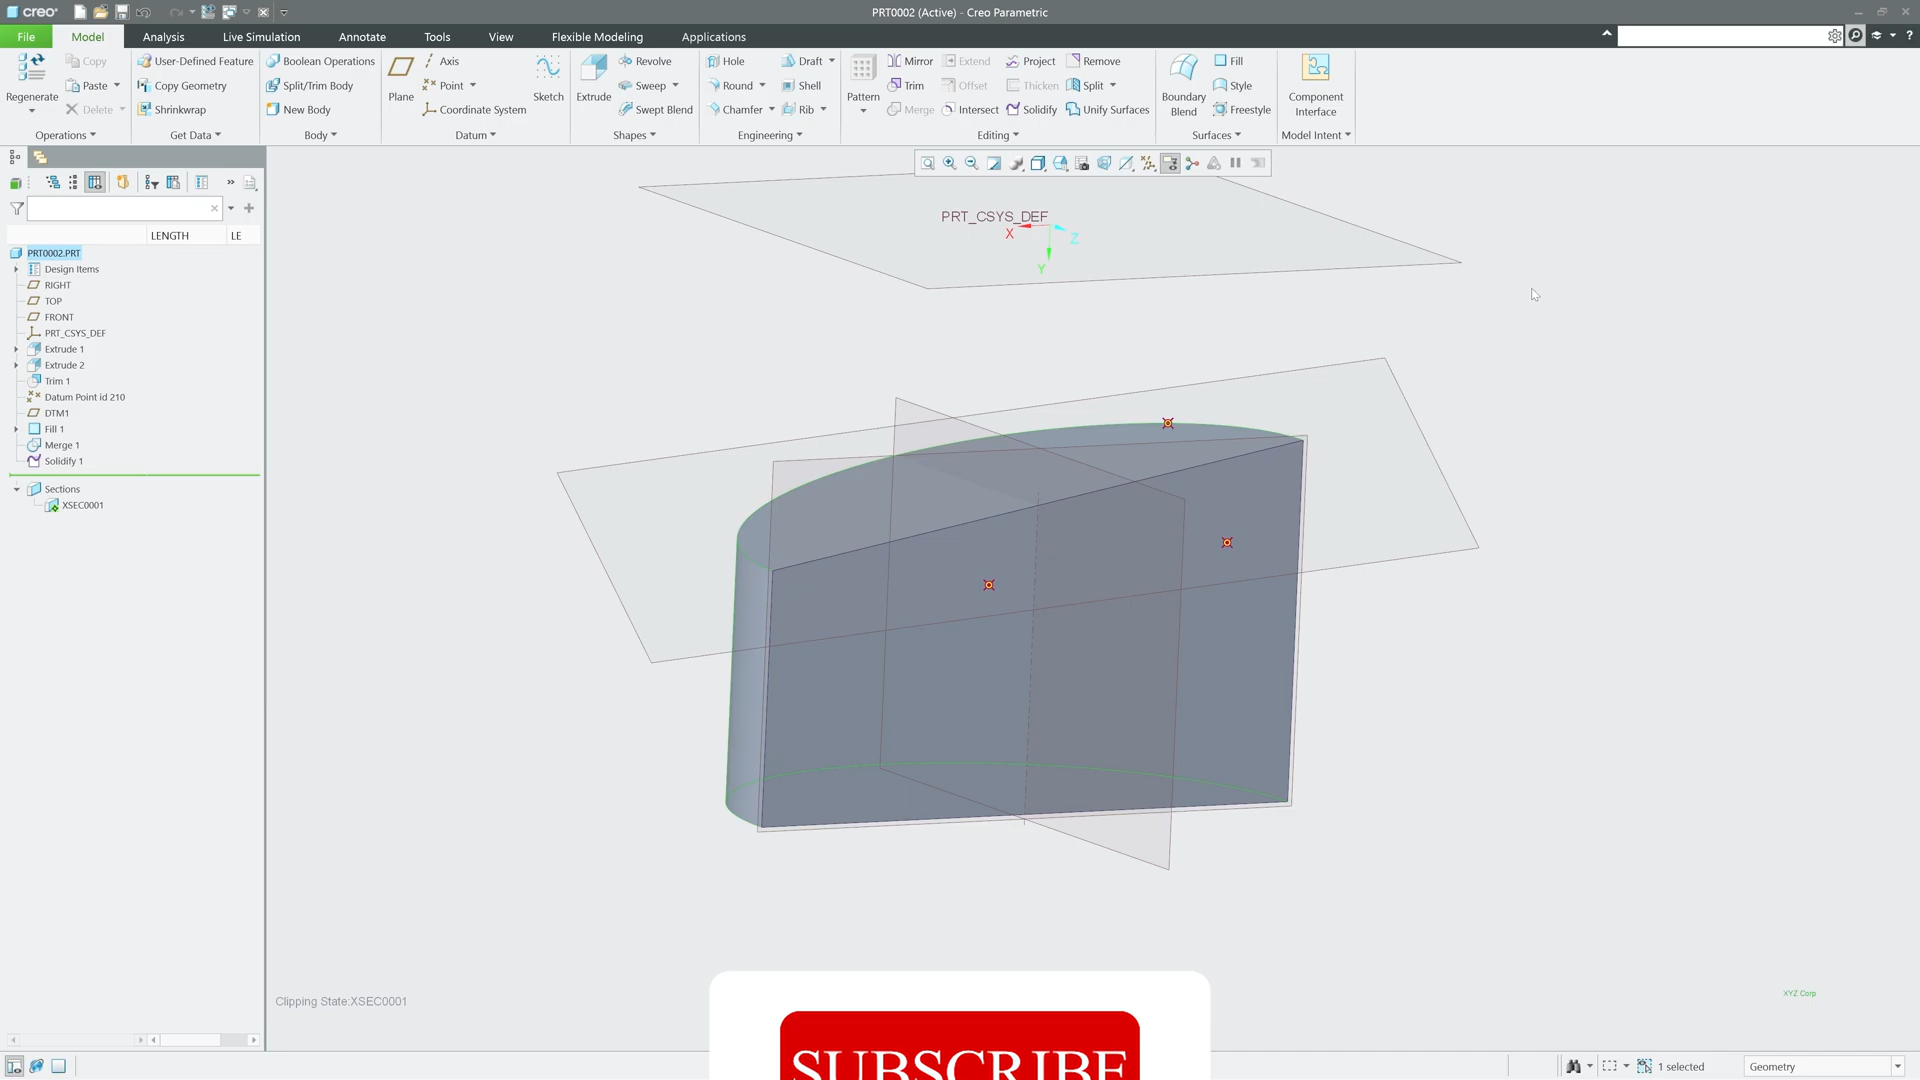 creo
PRT0002 (Active) - Creo Parametric
File
Model
Analysis
Live Simulation
Annotate
Tools
View
Flexible Modeling
Applications
Regenerate
Copy
Paste
Delete
Operations
User-Defined Feature
Copy Geometry
Shrinkwrap
Get Data
Boolean Operations
Split/Trim Body
New Body
Body
Plane
Axis
Point
Coordinate System
Sketch
Datum
Extrude
Revolve
Sweep
Swept Blend
Shapes
Hole
Round
Chamfer
Draft
Shell
Rib
Engineering
Pattern
Mirror
Trim
Merge
Extend
Offset
Intersect
Project
Thicken
Solidify
Remove
Split
Unify Surfaces
Editing
Boundary
Blend
Fill
Style
Freestyle
Surfaces
Component
Interface
Model Intent
LENGTH
LE
PRT0002.PRT
Design Items
RIGHT
TOP
FRONT
PRT_CSYS_DEF
Extrude 1
Extrude 2
Trim 1
Datum Point id 210
DTM1
Fill 1
Merge 1
Solidify 1
Sections
XSEC0001
PRT_CSYS_DEF
X
Z
Y
Clipping State:XSEC0001
XYZ Corp
SUBSCRIBE
1 selected
Geometry